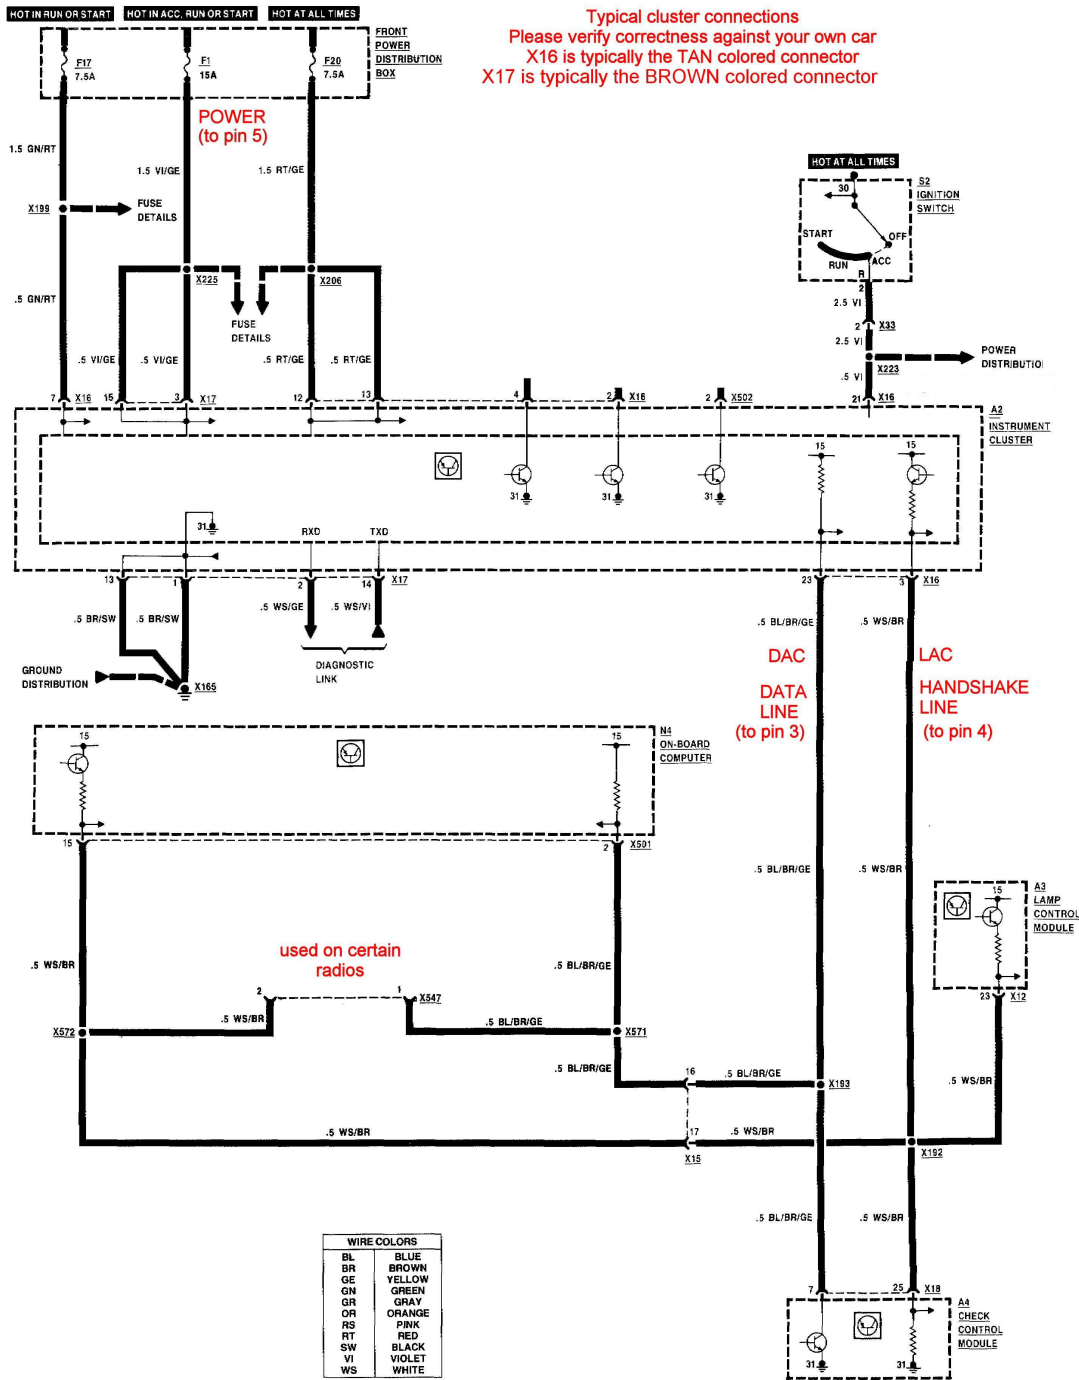 HOT IN RUN OR START
HOT IN ACC, RUN OR START
HOT AT ALL TIMES
Typical cluster connections
Please verify correctness against your own car
X16 is typically the TAN colored connector
X17 is typically the BROWN colored connector
F17
7.5A
F1
15A
F20
7.5A
FRONT
POWER
DISTRIBUTION
BOX
POWER
(to pin 5)
1.5 GN/RT
1.5 VI/GE
1.5 RT/GE
X199
FUSE
DETAILS
HOT AT ALL TIMES
30
S2
IGNITION
SWITCH
START
OFF
RUN
ACC
R
2
2.5 VI
2
X33
2.5 VI
X223
POWER
DISTRIBUTIO
.5 VI
X225
X206
.5 GN/RT
FUSE
DETAILS
.5 VI/GE
.5 VI/GE
.5 RT/GE
.5 RT/GE
7
X16
15
3
X17
12
13
4
2
X18
2
X502
21
X16
A2
INSTRUMENT
CLUSTER
15
15
31
31
31
31
RXD
TXD
13
1
2
14
X17
23
3
X16
.5 BR/SW
.5 BR/SW
.5 WS/GE
.5 WS/VI
.5 BL/BR/GE
.5 WS/BR
GROUND
DISTRIBUTION
X165
DIAGNOSTIC
LINK
DAC
DATA
LINE
(to pin 3)
LAC
HANDSHAKE
LINE
(to pin 4)
15
15
N4
ON-BOARD
COMPUTER
15
2
X501
.5 BL/BR/GE
.5 WS/BR
15
A3
LAMP
CONTROL
MODULE
used on certain
radios
.5 WS/BR
.5 BL/BR/GE
2
1
X547
23
X12
.5 WS/BR
.5 BL/BR/GE
X572
X571
.5 BL/BR/GE
16
.5 BL/BR/GE
X193
.5 WS/BR
.5 WS/BR
17
.5 WS/BR
X15
X192
.5 BL/BR/GE
.5 WS/BR
WIRE COLORS
BL BLUE
BR BROWN
GE YELLOW
GN GREEN
GR GRAY
OR ORANGE
RS PINK
RT RED
SW BLACK
VI VIOLET
WS WHITE
7
25
X18
A4
CHECK
CONTROL
MODULE
31
31